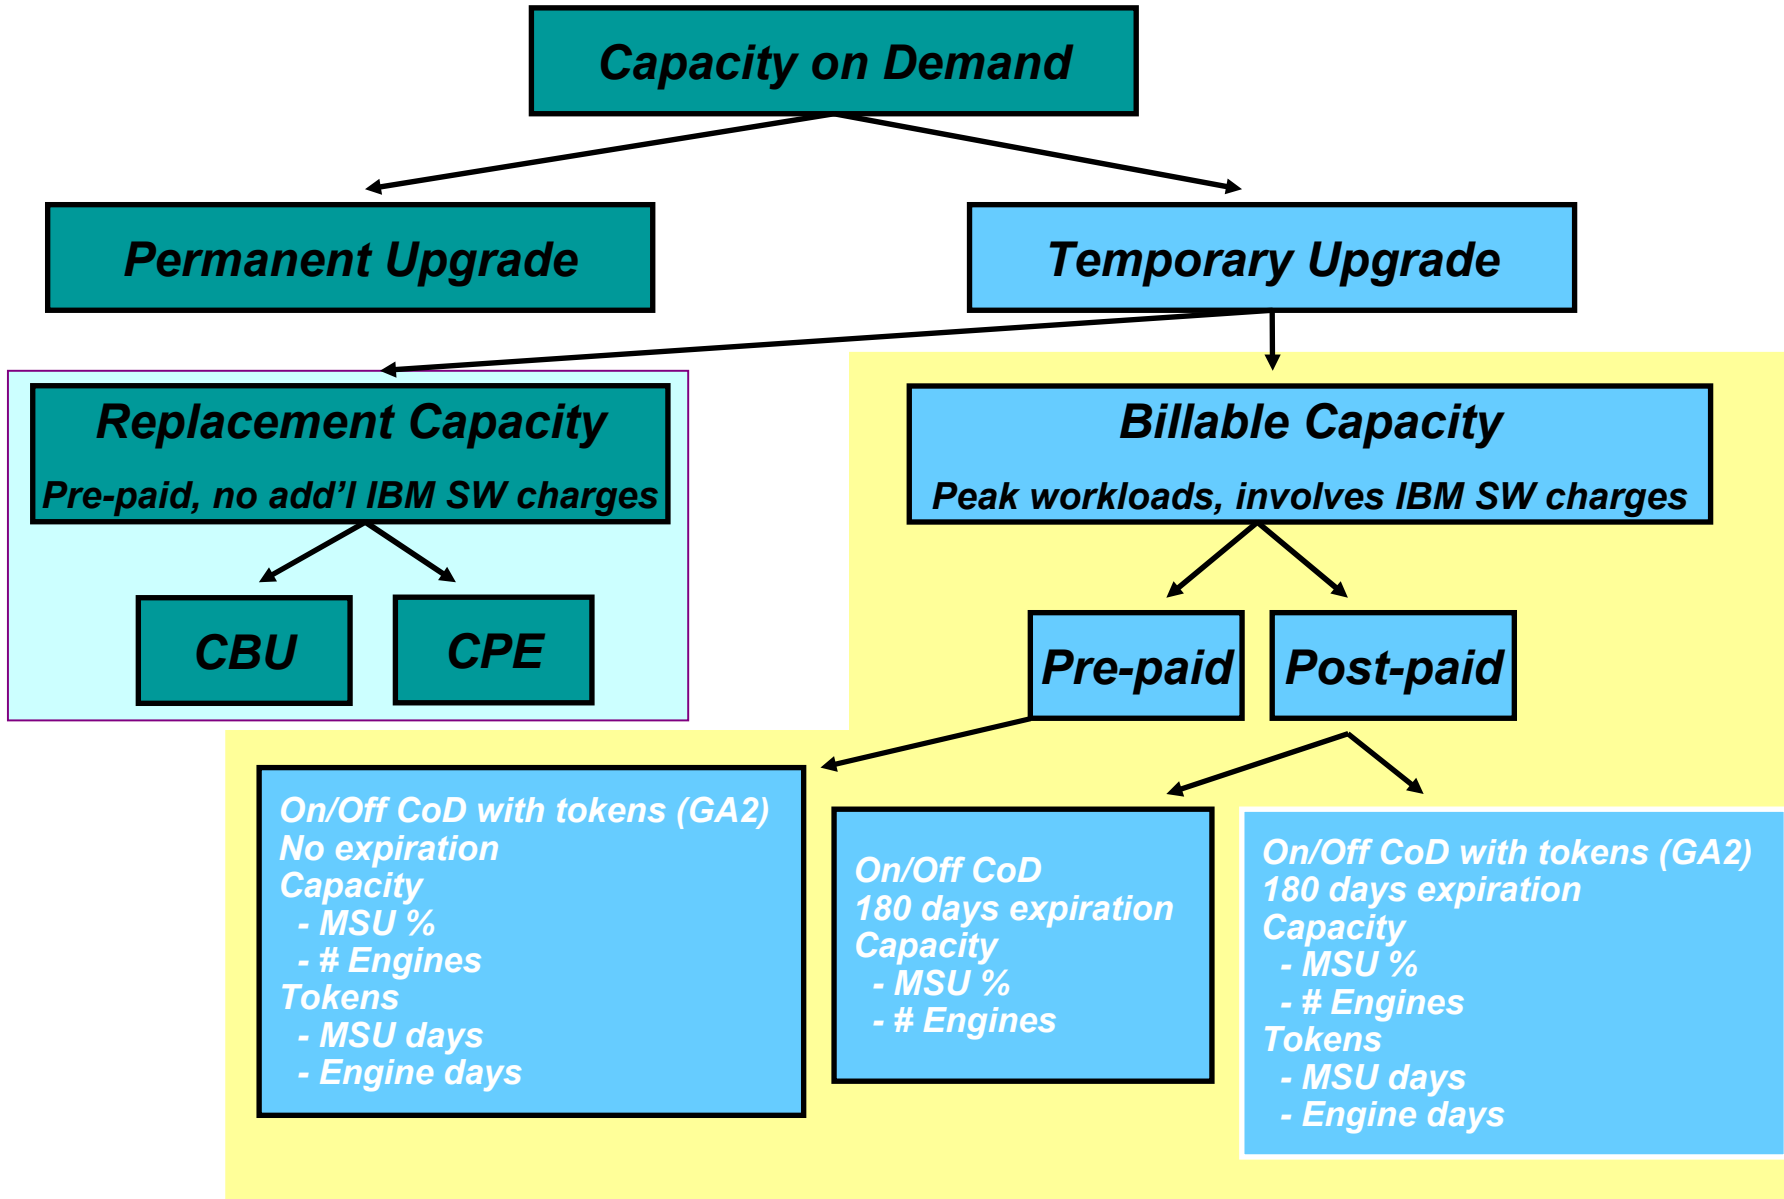 Capacity on Demand
Permanent Upgrade
Temporary Upgrade
Replacement Capacity
Pre-paid, no add'l IBM SW charges
Billable Capacity
Peak workloads, involves IBM SW charges
CBU
CPE
Pre-paid
Post-paid
On/Off CoD with tokens (GA2)
No expiration
Capacity
- MSU %
- # Engines
Tokens
- MSU days
- Engine days
On/Off CoD
180 days expiration
Capacity
- MSU %
- # Engines
On/Off CoD with tokens (GA2)
180 days expiration
Capacity
- MSU %
- # Engines
Tokens
- MSU days
- Engine days